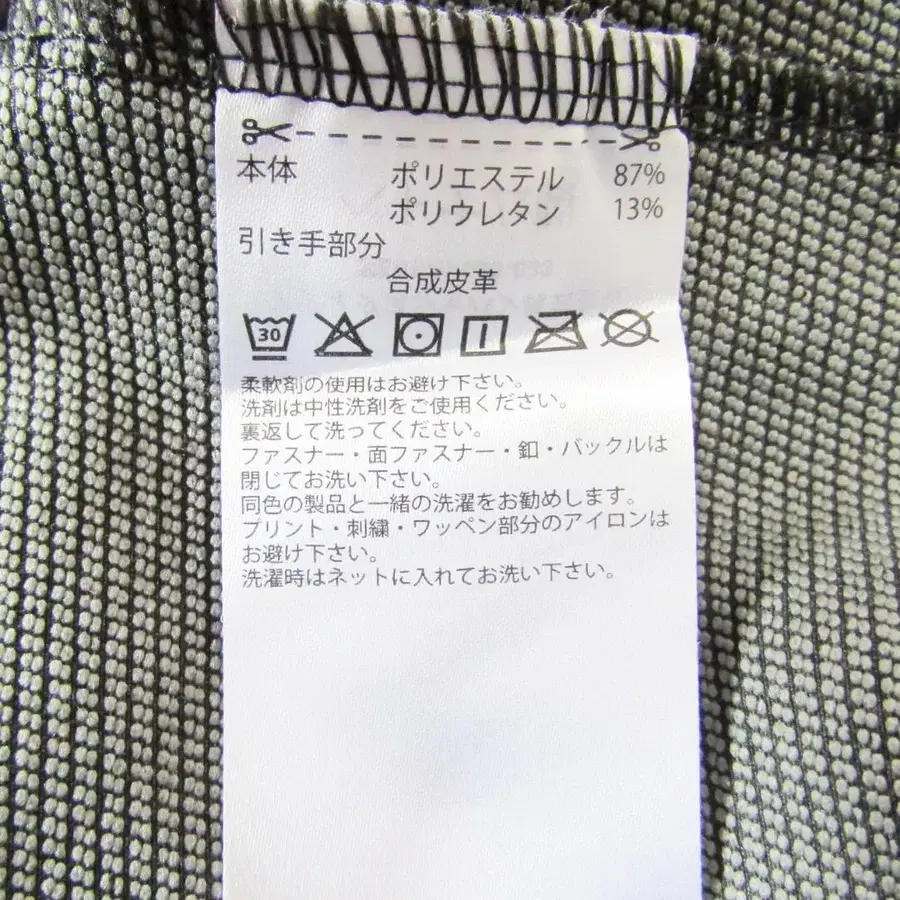 本体 ポリエステル 87%
ポリウレタン 13%
引き手部分
合成皮革
30
柔軟剤の使用はお避け下さい。
洗剤は中性洗剤をご使用ください。
裏返して洗ってください。
ファスナー・面ファスナー・釦・バックルは
閉じてお洗い下さい。
同色の製品と一緒の洗濯をお勧めします。
プリント・刺繍・ワッペン部分のアイロンは
お避け下さい。
洗濯時はネットに入れてお洗い下さい。